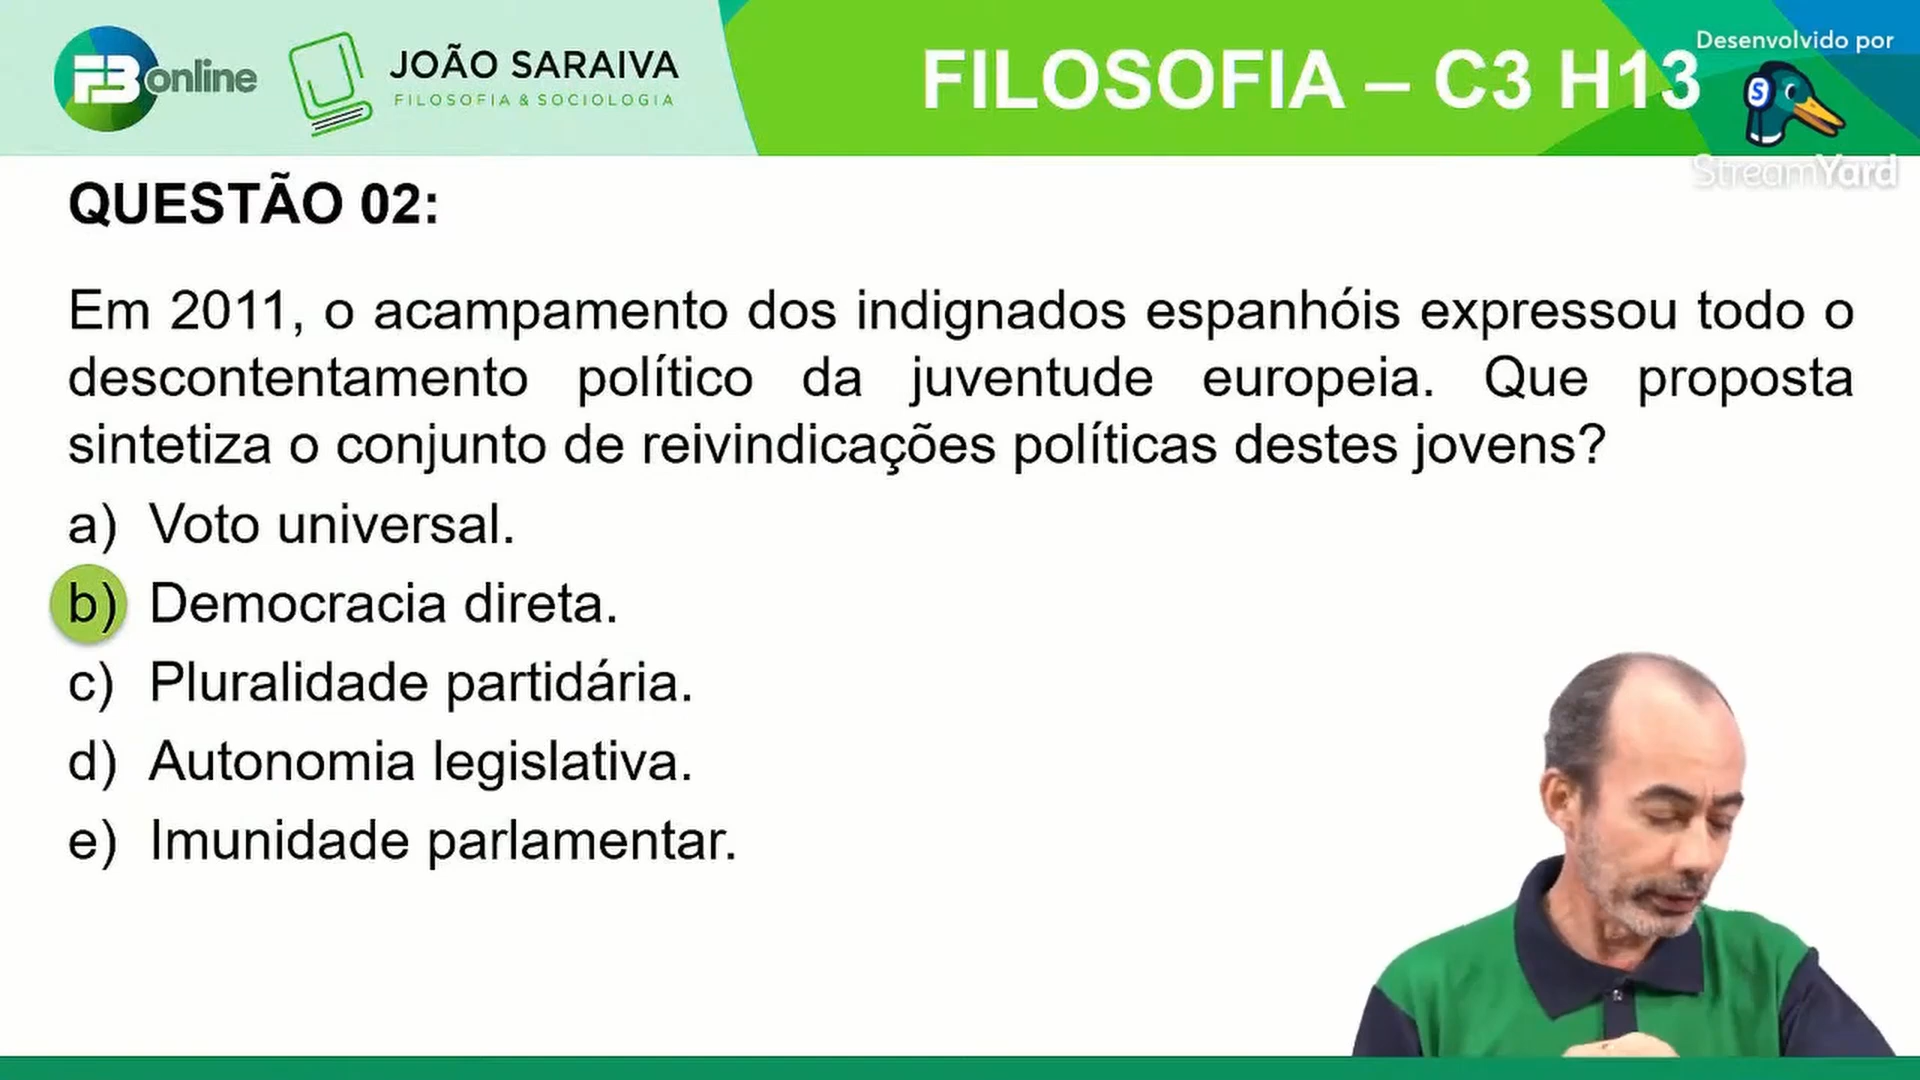 FB online
JOÃO SARAIVA
FILOSOFIA & SOCIOLOGIA
FILOSOFIA – C3 H13
Desenvolvido por
S
StreamYard
QUESTÃO 02:
Em 2011, o acampamento dos indignados espanhóis expressou todo o
descontentamento político da juventude europeia. Que proposta
sintetiza o conjunto de reivindicações políticas destes jovens?
a) Voto universal.
b) Democracia direta.
c) Pluralidade partidária.
d) Autonomia legislativa.
e) Imunidade parlamentar.